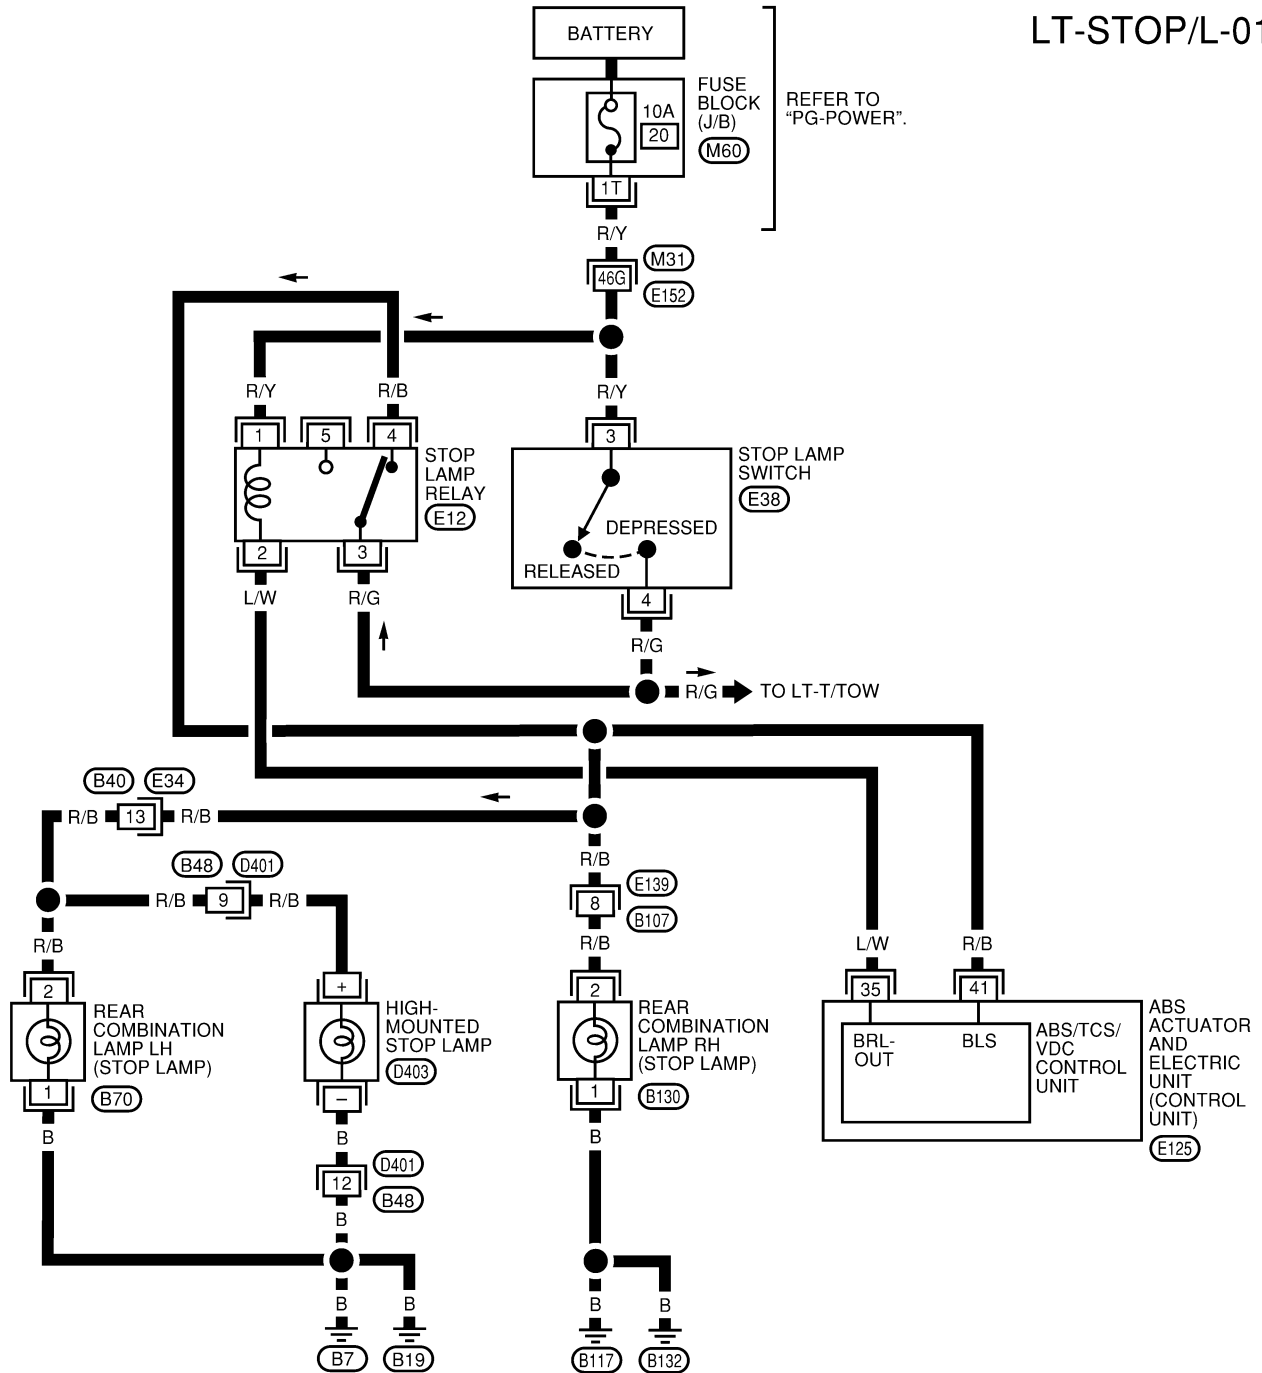 LT-STOP/L-01
BATTERY
FUSE
BLOCK
(J/B)
M60
10A
20
REFER TO
“PG-POWER”.
1T
R/Y
M31
46G
E152
R/Y
R/B
R/Y
1
5
4
3
STOP
LAMP
RELAY
E12
STOP LAMP
SWITCH
E38
DEPRESSED
RELEASED
2
3
4
L/W
R/G
R/G
R/G
TO LT-T/TOW
B40
E34
R/B
13
R/B
B48
D401
R/B
9
R/B
R/B
E139
8
B107
R/B
R/B
L/W
R/B
2
+
2
35
41
REAR
COMBINATION
LAMP LH
(STOP LAMP)
B70
HIGH-
MOUNTED
STOP LAMP
D403
REAR
COMBINATION
LAMP RH
(STOP LAMP)
B130
BRL-
OUT
BLS
ABS/TCS/
VDC
CONTROL
UNIT
ABS
ACTUATOR
AND
ELECTRIC
UNIT
(CONTROL
UNIT)
E125
1
–
1
B
B
B
D401
12
B48
B
B
B
B
B
B7
B19
B117
B132